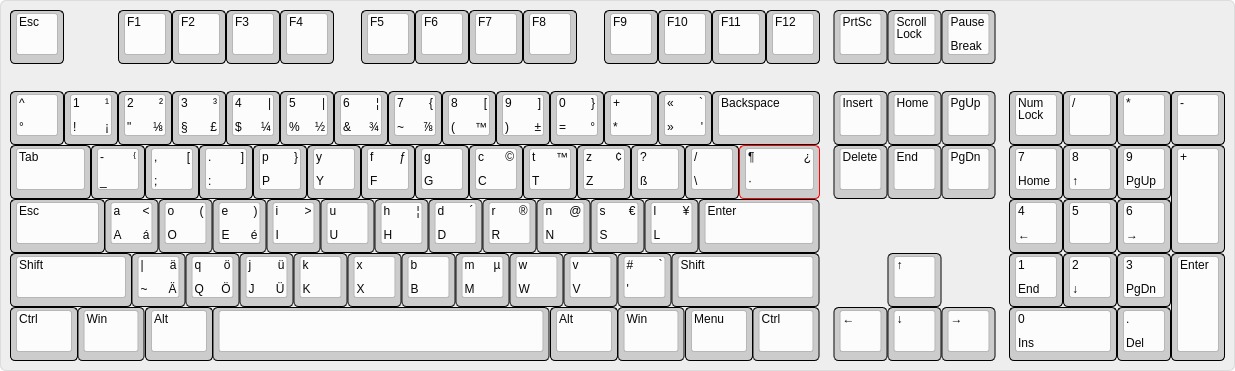 Esc F1 F2 F3 F4 F5 F6 F7 F8 F9 F10 F11 F12 PrtSc Scroll Pause
Lock
Break
^ 1 ¹ 2 ² 3 ³ 4 | 5 | 6 ¦ 7 { 8 [ 9 ] 0 } + « ` Backspace Insert Home PgUp Num / * -
Lock
° ! ¡ " ⅛ § £ $ ¼ % ½ & ¾ ~ ⅞ ( ™ ) ± = ° * » '
Tab - { , [ . ] p } y f ƒ g c © t ™ z ¢ ? / ¶ ¿ Delete End PgDn 7 8 9 +
_ ; : P Y F G C T Z ß \ · Home ↑ PgUp
Esc a < o ( e ) i > u h ¦ d ´ r ® n @ s € l ¥ Enter 4 5 6
A á O E é I U H D R N S L ← →
Shift | ä q ö j ü k x b m µ w v # ` Shift ↑ 1 2 3 Enter
~ Ä Q Ö J Ü K X B M W V ' End ↓ PgDn
Ctrl Win Alt Alt Win Menu Ctrl ← ↓ → 0 .
Ins Del